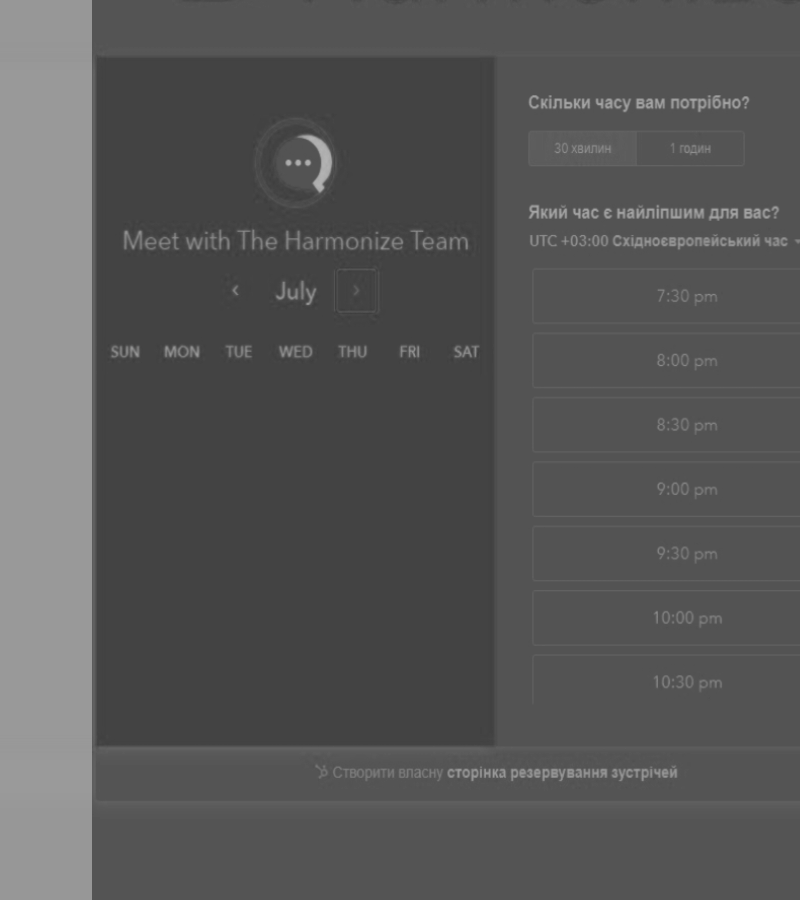 Meet with The Harmonize Team
July
SUN MON TUE WED THU FRI SAT
Скільки часу вам потрібно?
30 хвилин 1 годин
Який час є найліпшим для вас?
UTC +03:00 Східноєвропейський час
7:30 pm
8:00 pm
8:30 pm
9:00 pm
9:30 pm
10:00 pm
10:30 pm
Створити власну сторінка резервування зустрічей